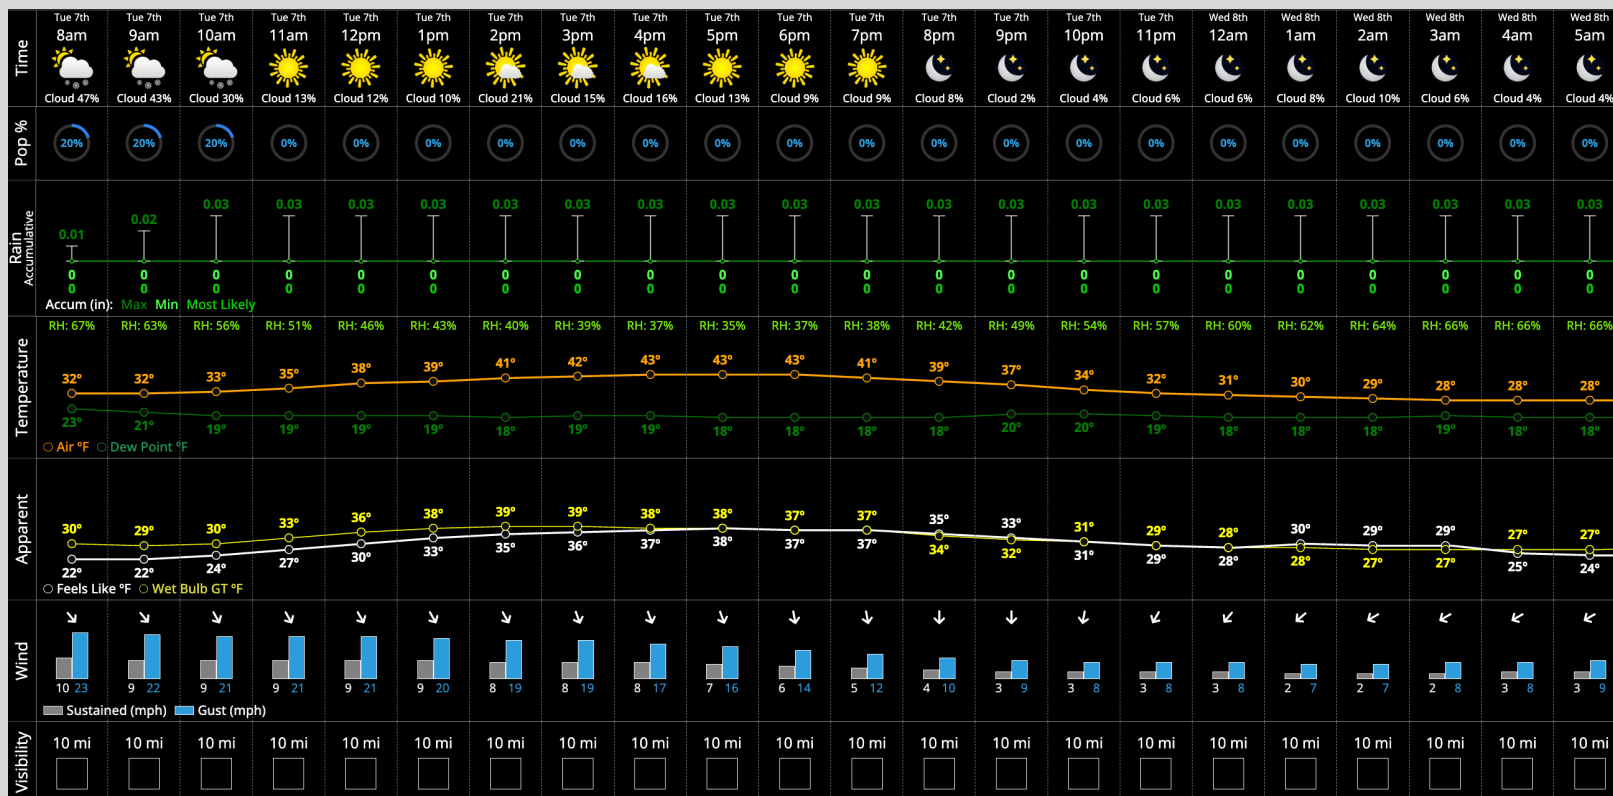 Time
Tue 7th Tue 7th Tue 7th Tue 7th Tue 7th Tue 7th Tue 7th Tue 7th Tue 7th Tue 7th Tue 7th Tue 7th Tue 7th Tue 7th Tue 7th Tue 7th Wed 8th Wed 8th Wed 8th Wed 8th Wed 8th Wed 8th
8am 9am 10am 11am 12pm 1pm 2pm 3pm 4pm 5pm 6pm 7pm 8pm 9pm 10pm 11pm 12am 1am 2am 3am 4am 5am
Cloud 47% Cloud 43% Cloud 30% Cloud 13% Cloud 12% Cloud 10% Cloud 21% Cloud 15% Cloud 16% Cloud 13% Cloud 9% Cloud 9% Cloud 8% Cloud 2% Cloud 4% Cloud 6% Cloud 6% Cloud 8% Cloud 10% Cloud 6% Cloud 4% Cloud 4%
Pop %
20% 20% 20% 0% 0% 0% 0% 0% 0% 0% 0% 0% 0% 0% 0% 0% 0% 0% 0% 0% 0% 0%
Rain
Accumulative
0.01 0.02 0.03 0.03 0.03 0.03 0.03 0.03 0.03 0.03 0.03 0.03 0.03 0.03 0.03 0.03 0.03 0.03 0.03 0.03 0.03 0.03
0 0 0 0 0 0 0 0 0 0 0 0 0 0 0 0 0 0 0 0 0 0
0 0 0 0 0 0 0 0 0 0 0 0 0 0 0 0 0 0 0 0 0 0
Accum (in): Max Min Most Likely
Temperature
RH: 67% RH: 63% RH: 56% RH: 51% RH: 46% RH: 43% RH: 40% RH: 39% RH: 37% RH: 35% RH: 37% RH: 38% RH: 42% RH: 49% RH: 54% RH: 57% RH: 60% RH: 62% RH: 64% RH: 66% RH: 66% RH: 66%
32° 32° 33° 35° 38° 39° 41° 42° 43° 43° 43° 41° 39° 37° 34° 32° 31° 30° 29° 28° 28° 28°
23° 21° 19° 19° 19° 19° 18° 19° 19° 18° 18° 18° 18° 20° 20° 19° 18° 18° 18° 19° 18° 18°
Air °F Dew Point °F
Apparent
30° 29° 30° 33° 36° 38° 39° 39° 38° 38° 37° 37° 35° 33° 31° 29° 28° 30° 29° 29° 27° 27°
22° 22° 24° 27° 30° 33° 35° 36° 37° 38° 37° 37° 34° 32° 31° 29° 28° 28° 27° 27° 25° 24°
Feels Like °F Wet Bulb GT °F
Wind
10 23 9 22 9 21 9 21 9 21 9 20 8 19 8 19 8 17 7 16 6 14 5 12 4 10 3 9 3 8 3 8 3 8 2 7 2 7 2 8 3 8 3 9
Sustained (mph) Gust (mph)
Visibility
10 mi 10 mi 10 mi 10 mi 10 mi 10 mi 10 mi 10 mi 10 mi 10 mi 10 mi 10 mi 10 mi 10 mi 10 mi 10 mi 10 mi 10 mi 10 mi 10 mi 10 mi 10 mi